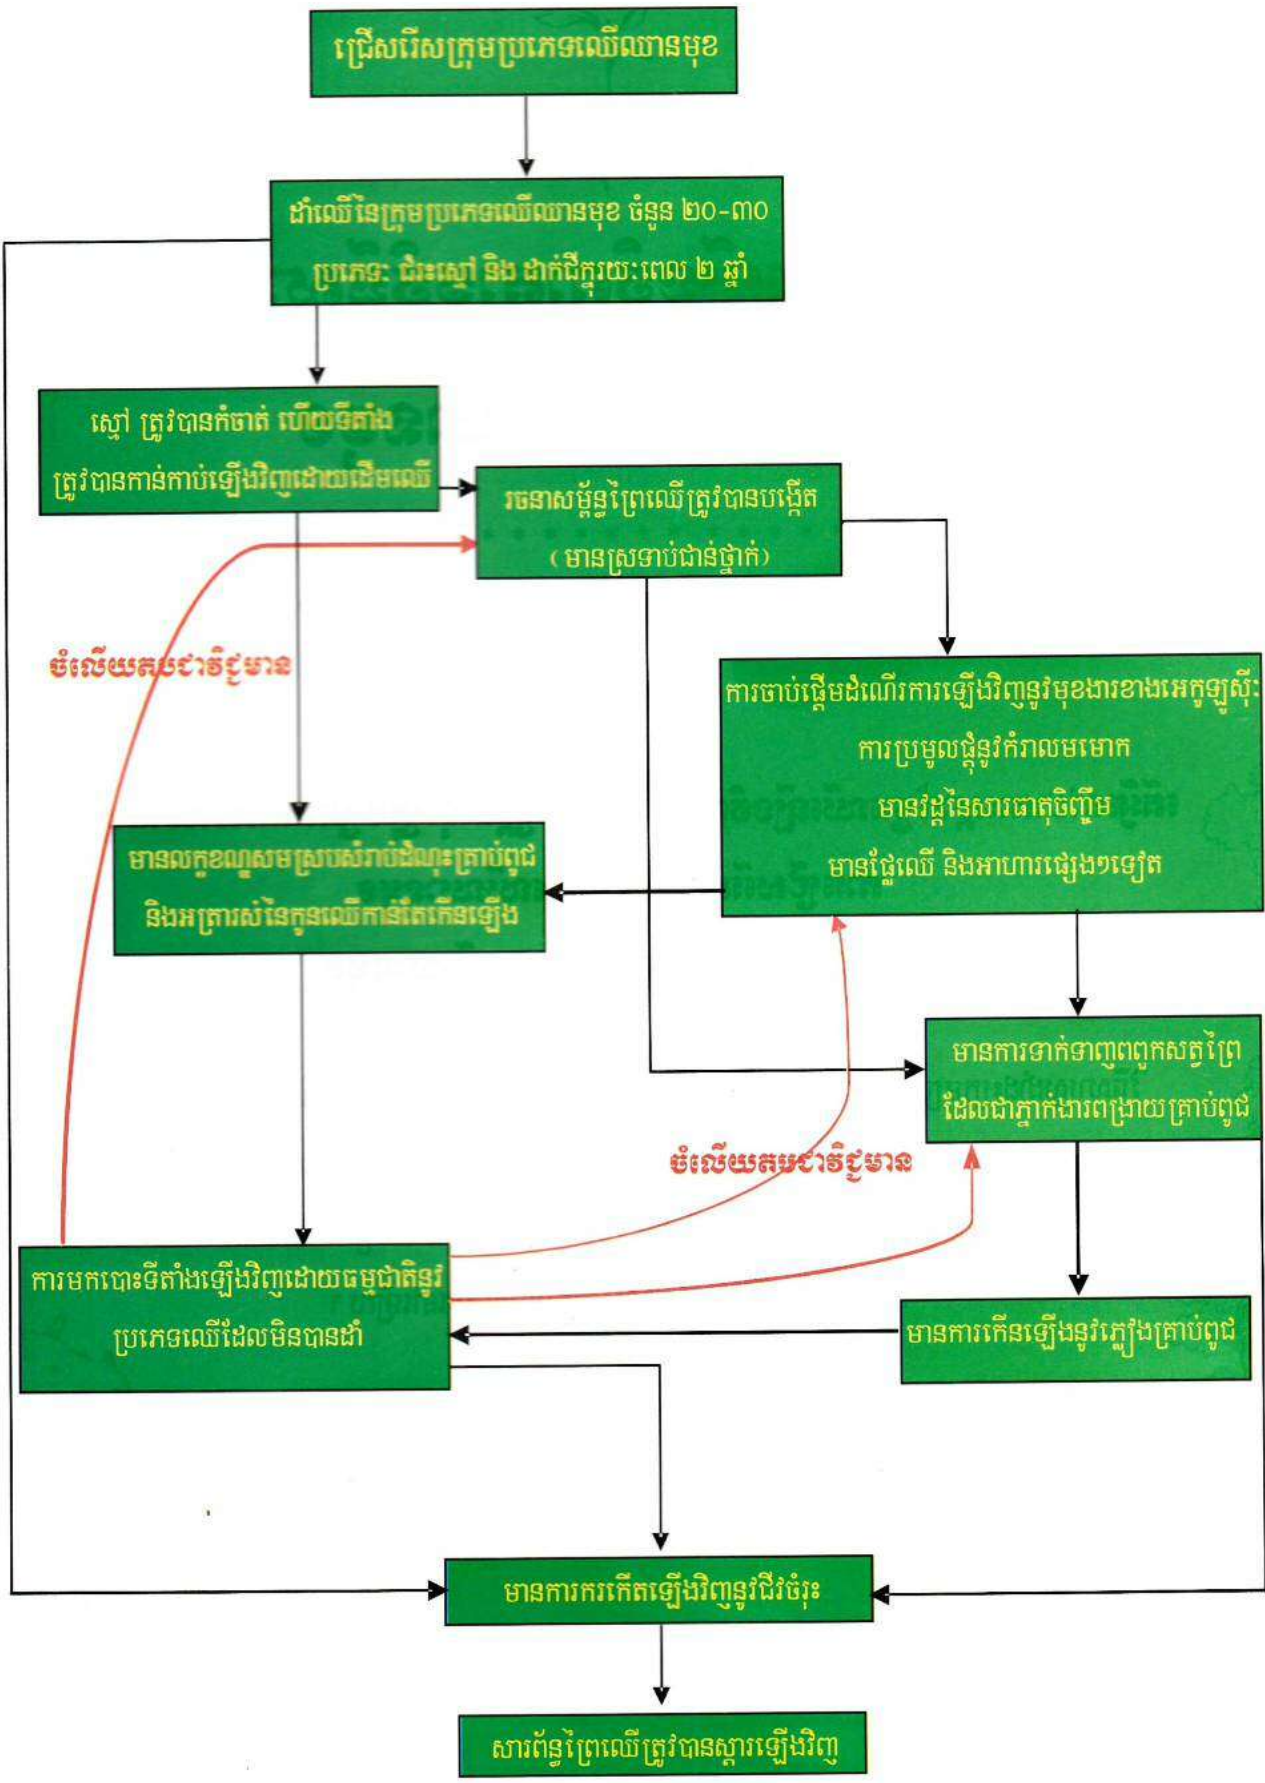 ជ្រើសរើសក្រុមប្រភេទឈើឈានមុខ
ដាំឈើនៃក្រុមប្រភេទឈើឈានមុខ ចំនួន ២០-៣០
ប្រភេទ: ជំរះស្មៅ និង ដាក់ជីក្នុរយ:ពេល ២ ឆ្នាំ
ស្មៅ ត្រូវបានកំចាត់ ហើយទីតាំង
ត្រូវបានកាន់កាប់ឡើងវិញដោយដើមឈើ
រចនាសម្ព័ន្ធព្រៃឈើត្រូវបានបង្កើត
(មានស្រទាប់ជាន់ថ្នាក់)
ចំលើយតបជាវិជ្ជមាន
ការចាប់ផ្តើមដំណើរការឡើងវិញនូវមុខងារខាងអេកូឡូស៊ី:
ការប្រមូលផ្តុំនូវកំរាលមមោក
មានវដ្តនៃសារធាតុចិញ្ចឹម
មានផ្លែឈើ និងអាហារផ្សេងៗទៀត
មានលក្ខខណ្ឌសមស្របសំរាប់ដំណុះគ្រាប់ពូជ
និងអត្រារស់នៃកូនឈើកាន់តែកើនឡើង
មានការទាក់ទាញពពួកសត្វព្រៃ
ដែលជាភ្នាក់ងារពង្រាយគ្រាប់ពូជ
ចំលើយតបជាវិជ្ជមាន
ការមកបោះទីតាំងឡើងវិញដោយធម្មជាតិនូវ
ប្រភេទឈើដែលមិនបានដាំ
មានការកើនឡើងនូវភ្លៀងគ្រាប់ពូជ
មានការករកើតឡើងវិញនូវជីវចំរុះ
សារព័ន្ធព្រៃឈើត្រូវបានស្តារឡើងវិញ